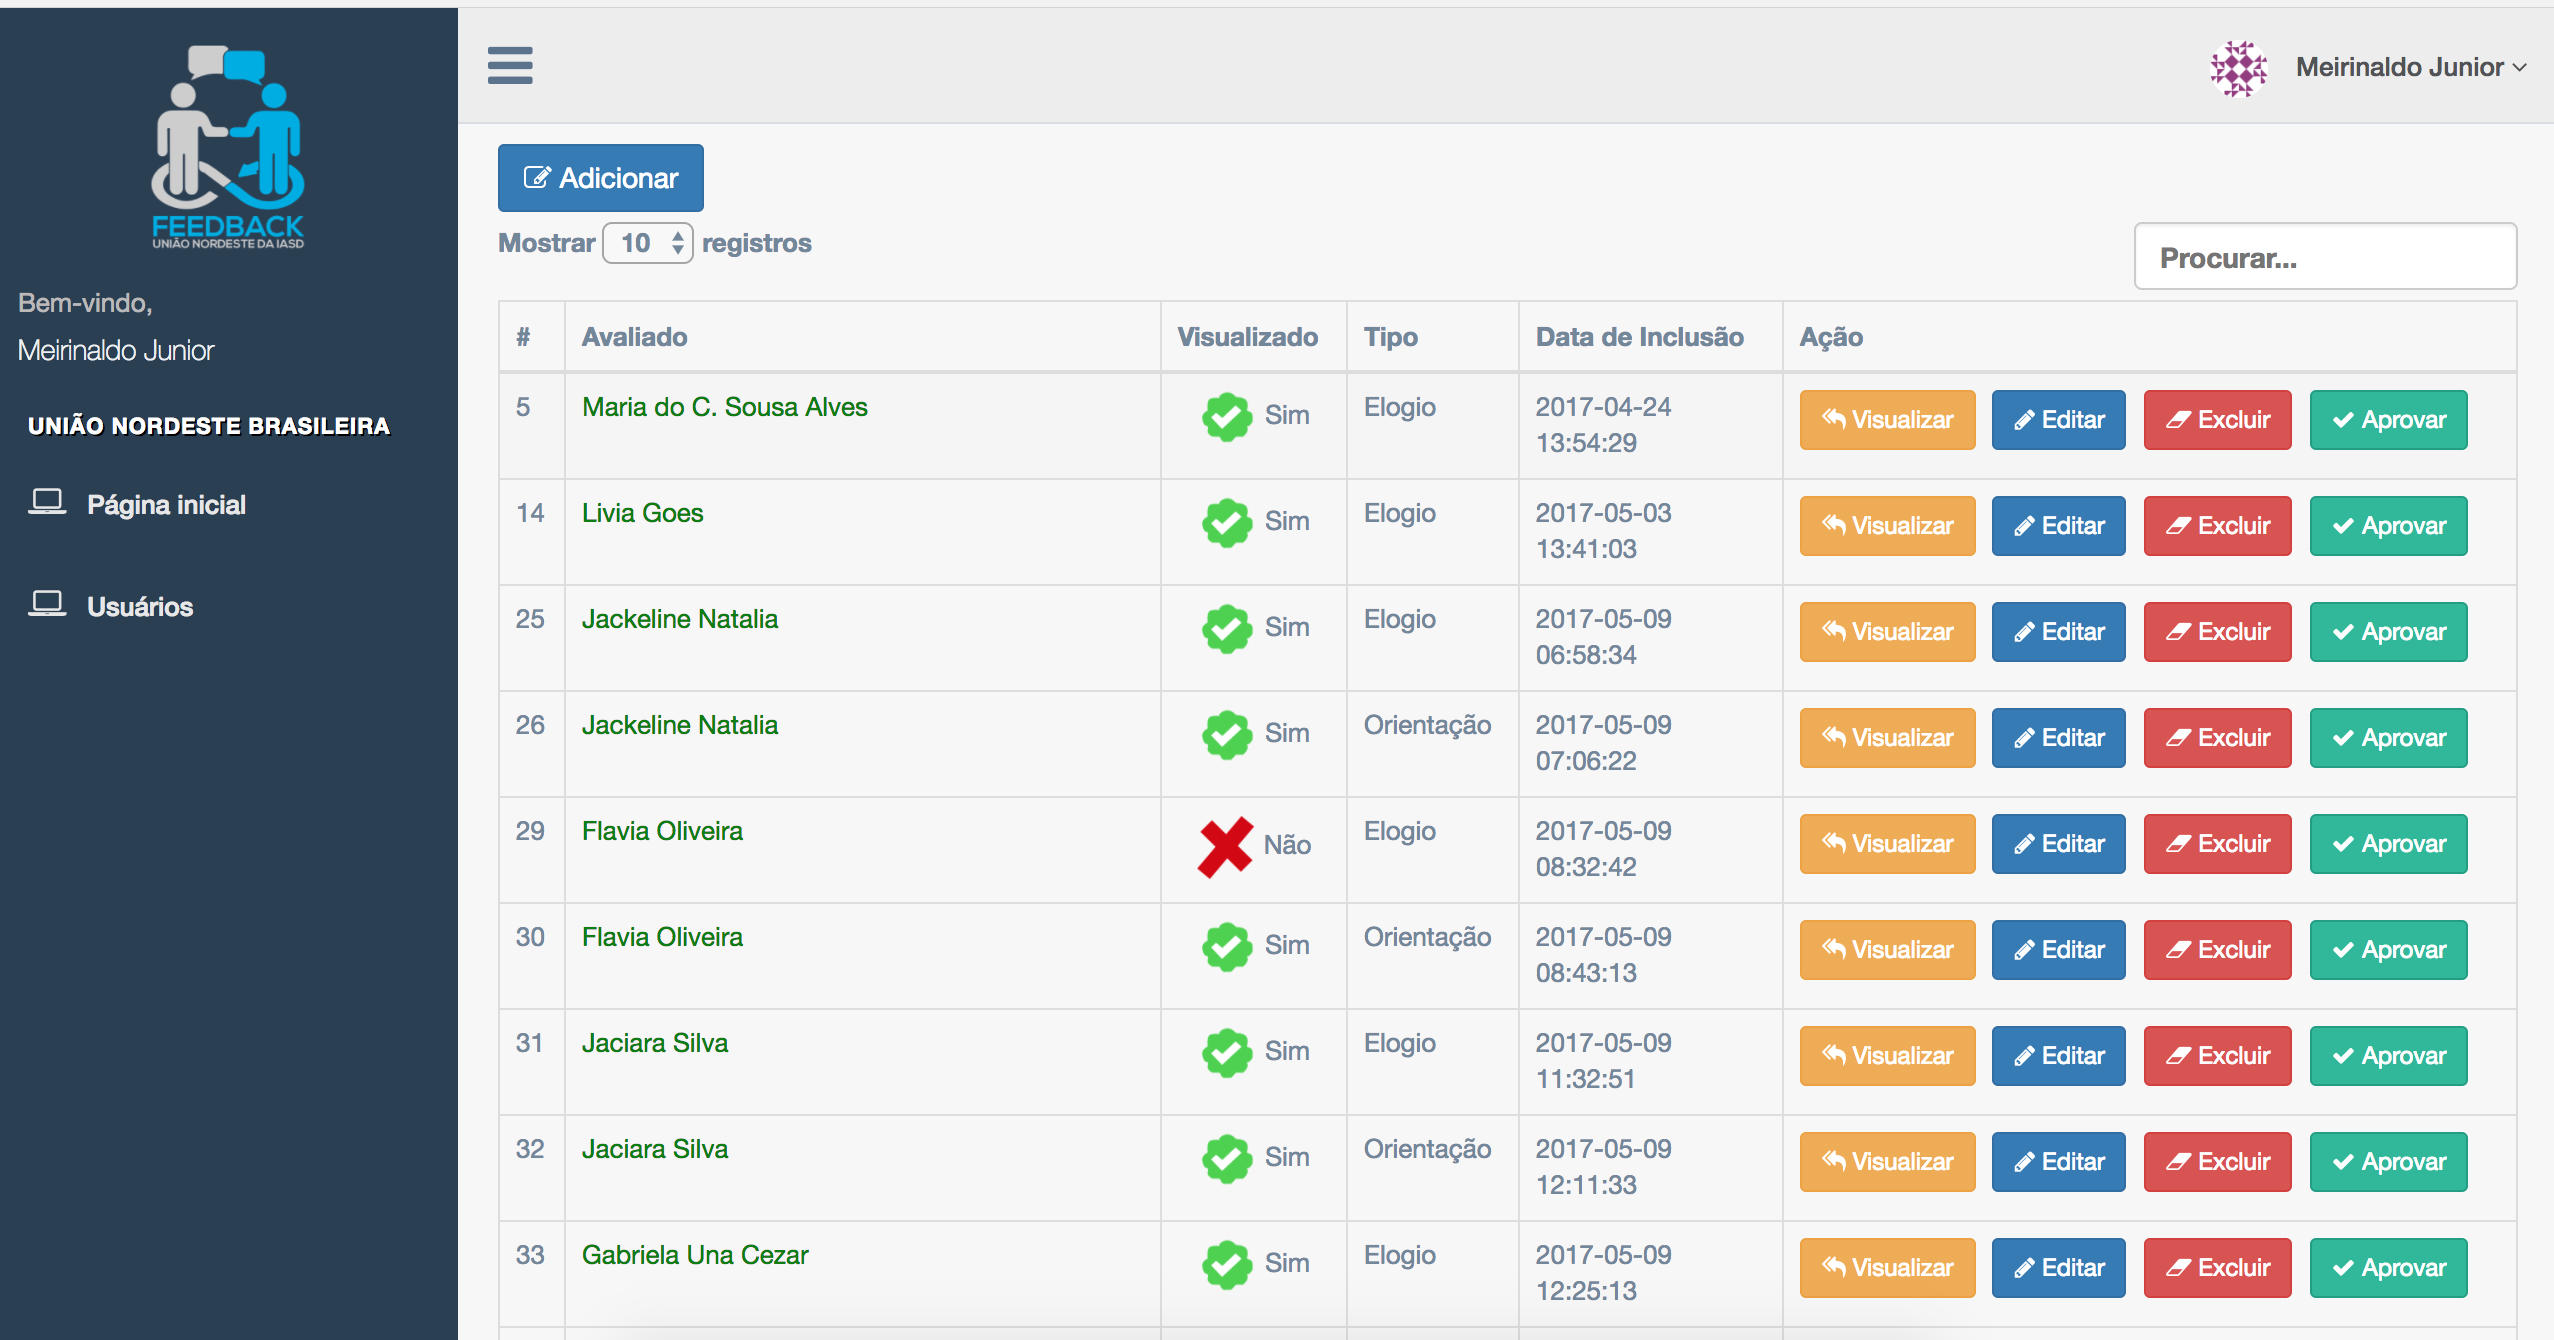 FEEDBACK
UNIÃO NORDESTE DA IASD
Bem-vindo,
Meirinaldo Junior
UNIÃO NORDESTE BRASILEIRA
Página inicial
Usuários
Meirinaldo Junior
Adicionar
Mostrar 10 registros
Procurar...
# Avaliado Visualizado Tipo Data de Inclusão Ação
5 Maria do C. Sousa Alves Sim Elogio 2017-04-24 Visualizar Editar Excluir Aprovar
13:54:29
14 Livia Goes Sim Elogio 2017-05-03 Visualizar Editar Excluir Aprovar
13:41:03
25 Jackeline Natalia Sim Elogio 2017-05-09 Visualizar Editar Excluir Aprovar
06:58:34
26 Jackeline Natalia Sim Orientação 2017-05-09 Visualizar Editar Excluir Aprovar
07:06:22
29 Flavia Oliveira Não Elogio 2017-05-09 Visualizar Editar Excluir Aprovar
08:32:42
30 Flavia Oliveira Sim Orientação 2017-05-09 Visualizar Editar Excluir Aprovar
08:43:13
31 Jaciara Silva Sim Elogio 2017-05-09 Visualizar Editar Excluir Aprovar
11:32:51
32 Jaciara Silva Sim Orientação 2017-05-09 Visualizar Editar Excluir Aprovar
12:11:33
33 Gabriela Una Cezar Sim Elogio 2017-05-09 Visualizar Editar Excluir Aprovar
12:25:13